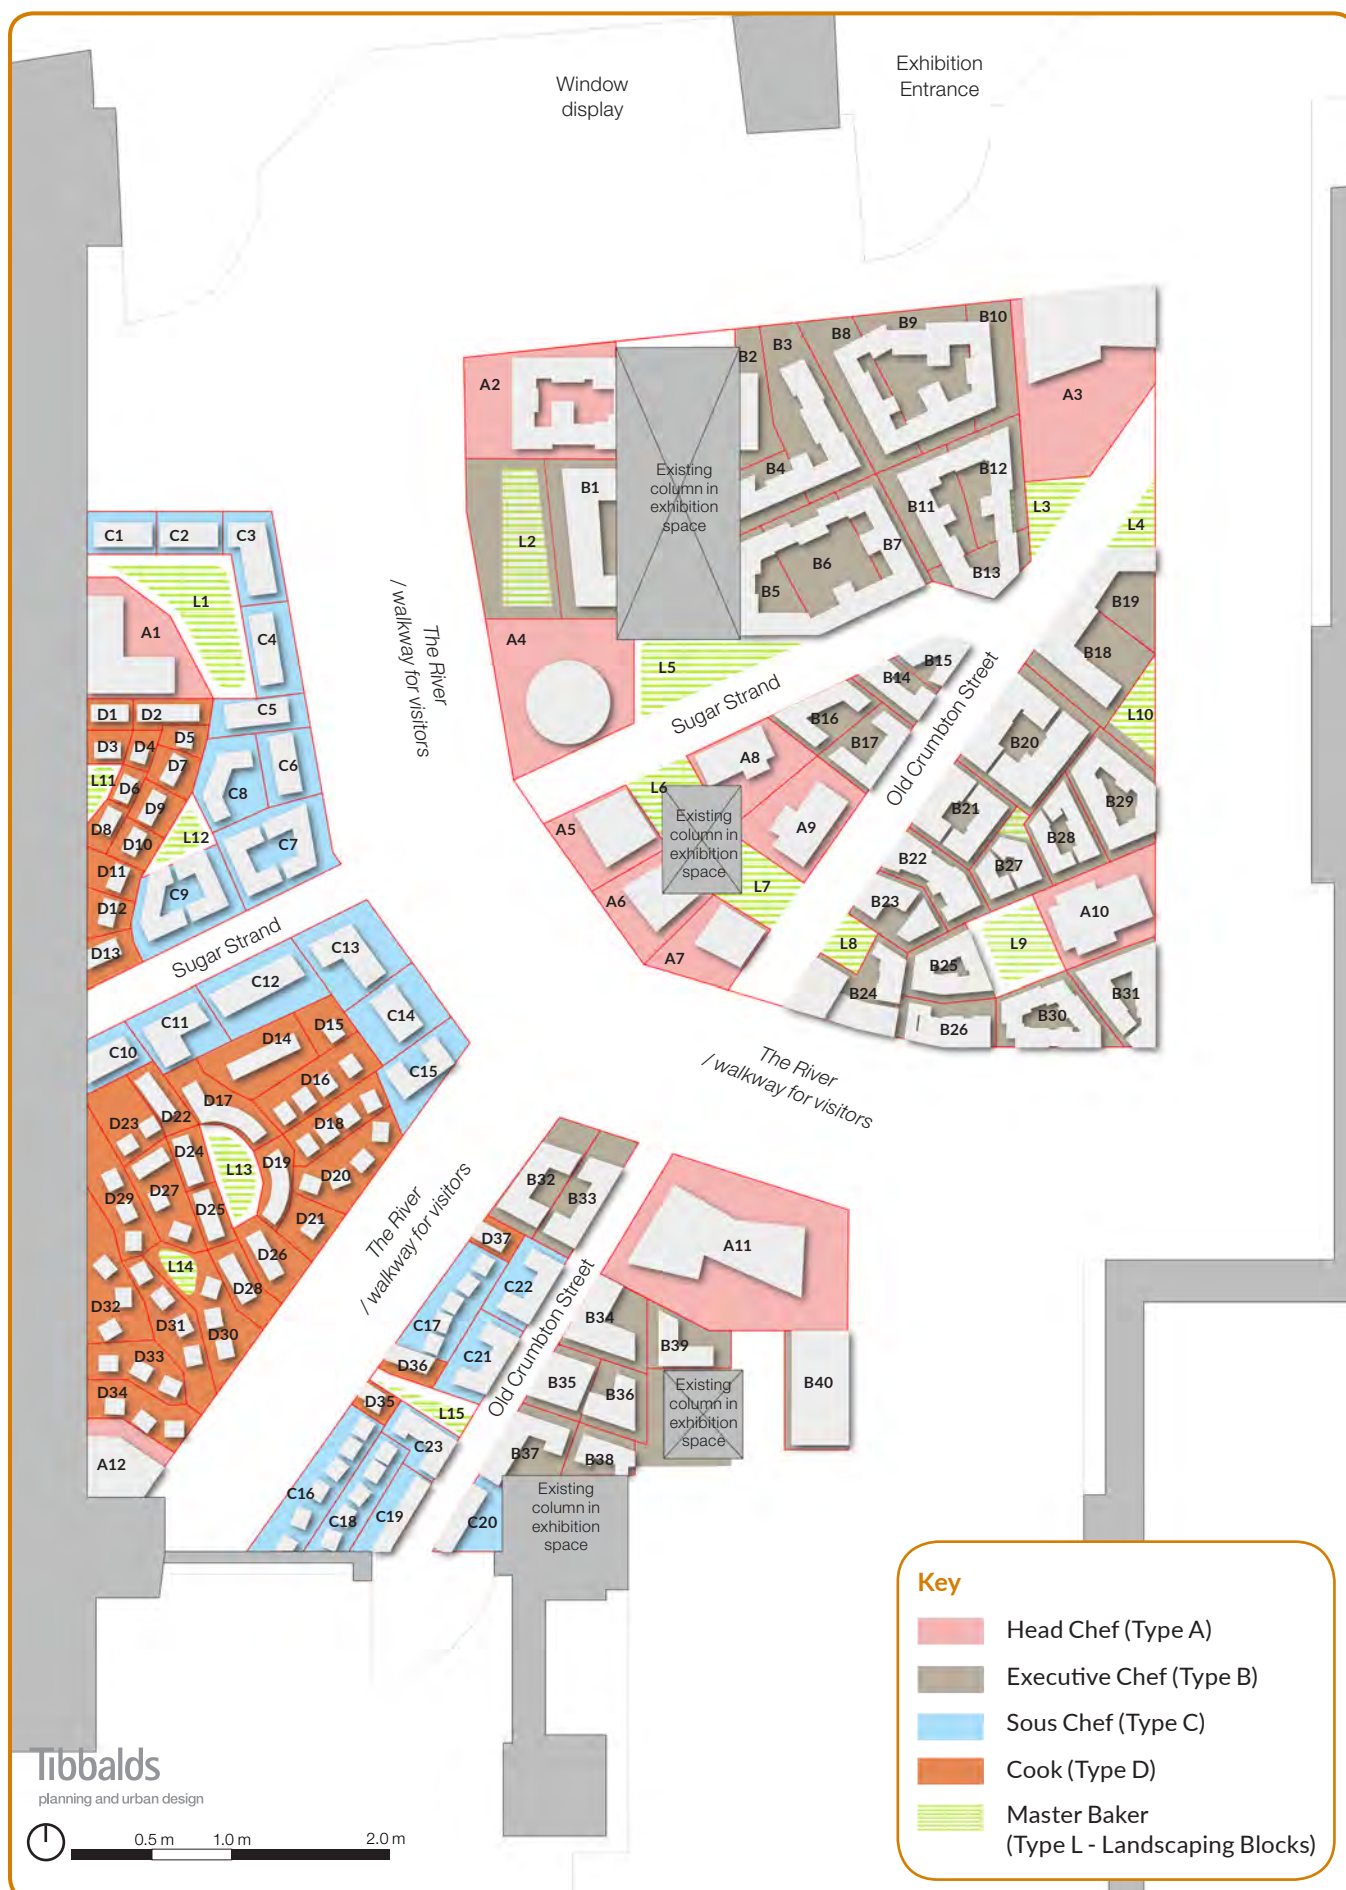 Window
display
Exhibition
Entrance
B2
B3
B8
B9
B10
A2
A3
Existing
column in
exhibition
space
B4
B12
B1
B11
L2
L3
L4
B7
B6
B5
B13
C1
C2
C3
L1
A1
C4
C5
The River
/ walkway for visitors
A4
L5
Sugar Strand
B15
B14
B19
B18
Old Crumbton Street
L10
D1
D2
D3
D4
D5
D7
L11
D6
D9
D8
D10
L12
C8
C6
C7
D11
D12
C9
D13
Sugar Strand
B16
B17
A8
B20
L6
Existing
column in
exhibition
space
A5
A9
B21
B29
B28
B27
B22
L7
A6
B23
A7
L8
B24
B25
B26
L9
A10
B30
B31
C13
C12
C11
C14
C10
D14
D15
C15
D16
D17
D22
D23
D18
D24
L13
D19
D20
D27
D29
D25
D21
D26
L14
D28
D32
D31
D30
D33
D34
A12
The River
/ walkway for visitors
The River
/ walkway for visitors
B32
B33
D37
C22
A11
C17
C21
D36
Old Crumbton Street
B34
B39
B35
B36
B40
Existing
column in
exhibition
space
D35
L15
C23
B37
B38
C16
C18
C19
C20
Existing
column in
exhibition
space
Key
Head Chef (Type A)
Executive Chef (Type B)
Sous Chef (Type C)
Cook (Type D)
Master Baker
(Type L - Landscaping Blocks)
Tibbalds
planning and urban design
0.5 m
1.0 m
2.0 m